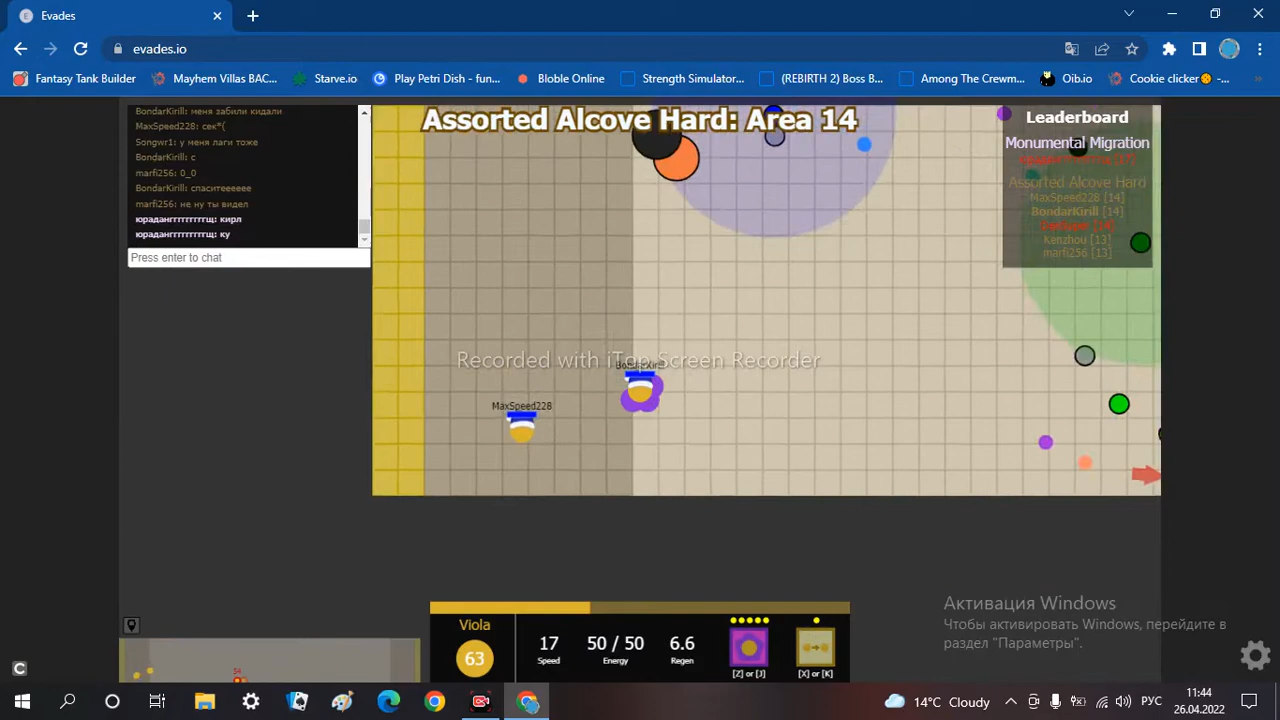 Evades
evades.io
Fantasy Tank Builder
Mayhem Villas BAC...
Starve.io
Play Petri Dish - fun...
Bloble Online
Strength Simulator...
(REBIRTH 2) Boss B...
Among The Crewm...
Oib.io
Cookie clicker🍪 -...
»
BondarKirill: меня забили кидали
MaxSpeed228: сек*(
Songwr1: у меня лаги тоже
BondarKirill: с
marfi256: 0_0
BondarKirill: спаситеееeее
marfi256: не ну ты видел
юрадангггггггггщ: кирл
юрадангггггггггщ: ку
Press enter to chat
Assorted Alcove Hard: Area 14
Leaderboard
Monumental Migration
[17]
Assorted Alcove Hard
MaxSpeed228 [14]
BondarKirill [14]
[14]
Kenzhou [13]
marfi256 [13]
Recorded with iTop Screen Recorder
MaxSpeed228
Viola
63
17
Speed
50 / 50
Energy
6.6
Regen
[Z] or [J]
[X] or [K]
Активация Windows
Чтобы активировать Windows, перейдите в
раздел "Параметры".
14°C Cloudy
РУС
11:44
26.04.2022